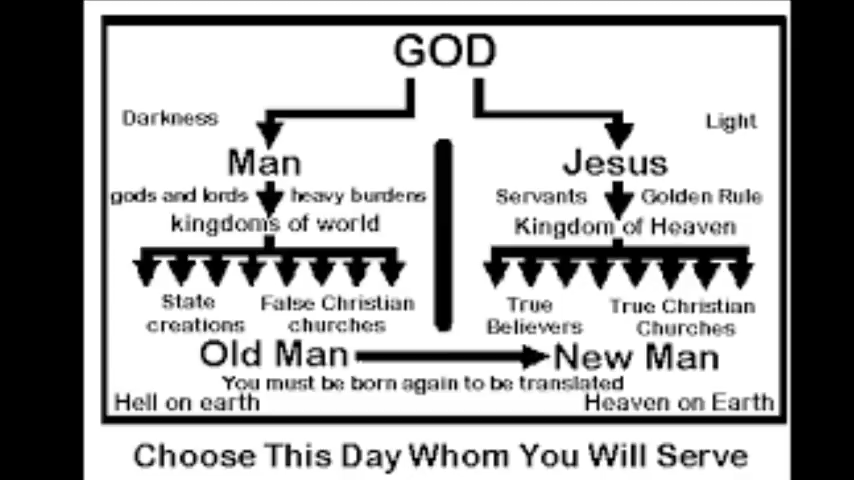 GOD
Darkness
Light
Man
Jesus
gods and lords heavy burdens
Servants Golden Rule
kingdoms of world
Kingdom of Heaven
State creations
False Christian churches
True Believers
True Christian Churches
Old Man
New Man
You must be born again to be translated
Hell on earth
Heaven on Earth
Choose This Day Whom You Will Serve